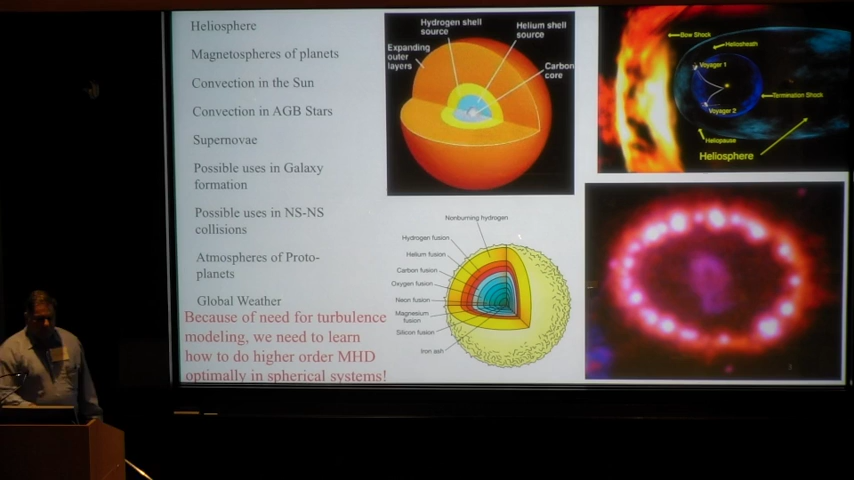 Heliosphere
Magnetospheres of planets
Convection in the Sun
Convection in AGB Stars
Supernovae
Possible uses in Galaxy
formation
Possible uses in NS-NS
collisions
Atmospheres of Proto-
planets
Global Weather
Because of need for turbulence
modeling, we need to learn
how to do higher order MHD
optimally in spherical systems!
Hydrogen shell
source
Helium shell
source
Expanding
outer
layers
Carbon
core
Nonburning hydrogen
Hydrogen fusion
Helium fusion
Carbon fusion
Oxygen fusion
Neon fusion
Magnesium
fusion
Silicon fusion
Iron ash
Bow Shock
Heliosheath
Voyager 1
Termination Shock
Voyager 2
Heliopause
Heliosphere